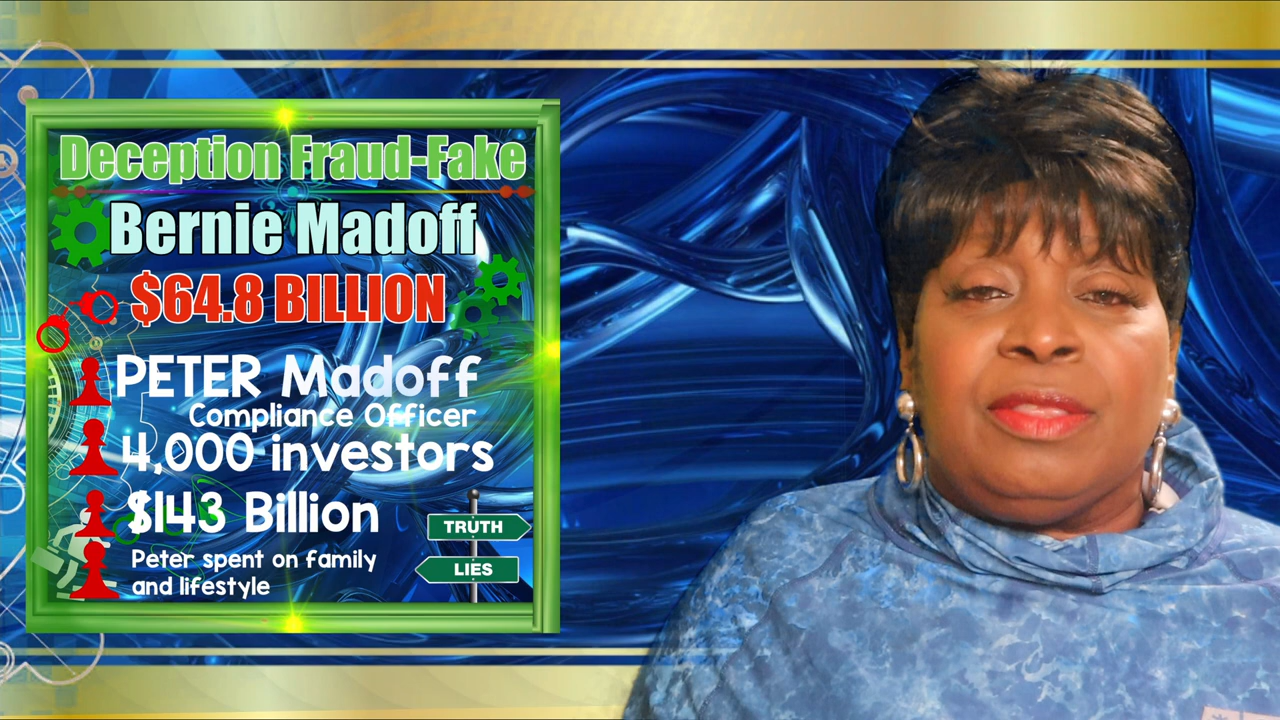 Deception Fraud-Fake
Bernie Madoff
$64.8 BILLION
PETER Madoff
Compliance Officer
4,000 investors
$143 Billion
TRUTH
Peter spent on family
LIES
and lifestyle